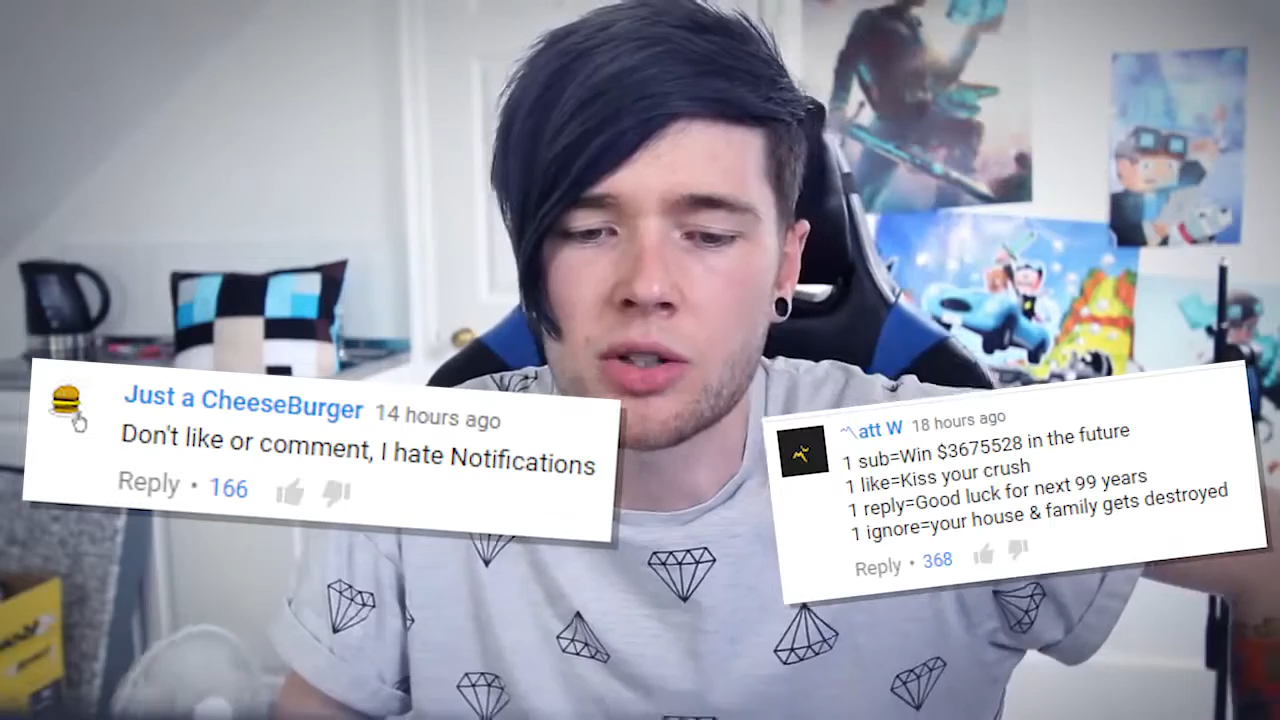 Just a CheeseBurger 14 hours ago
Don't like or comment, I hate Notifications
Reply • 166
att W 18 hours ago
1 sub=Win $3675528 in the future
1 like=Kiss your crush
1 reply=Good luck for next 99 years
1 ignore=your house & family gets destroyed
Reply • 368